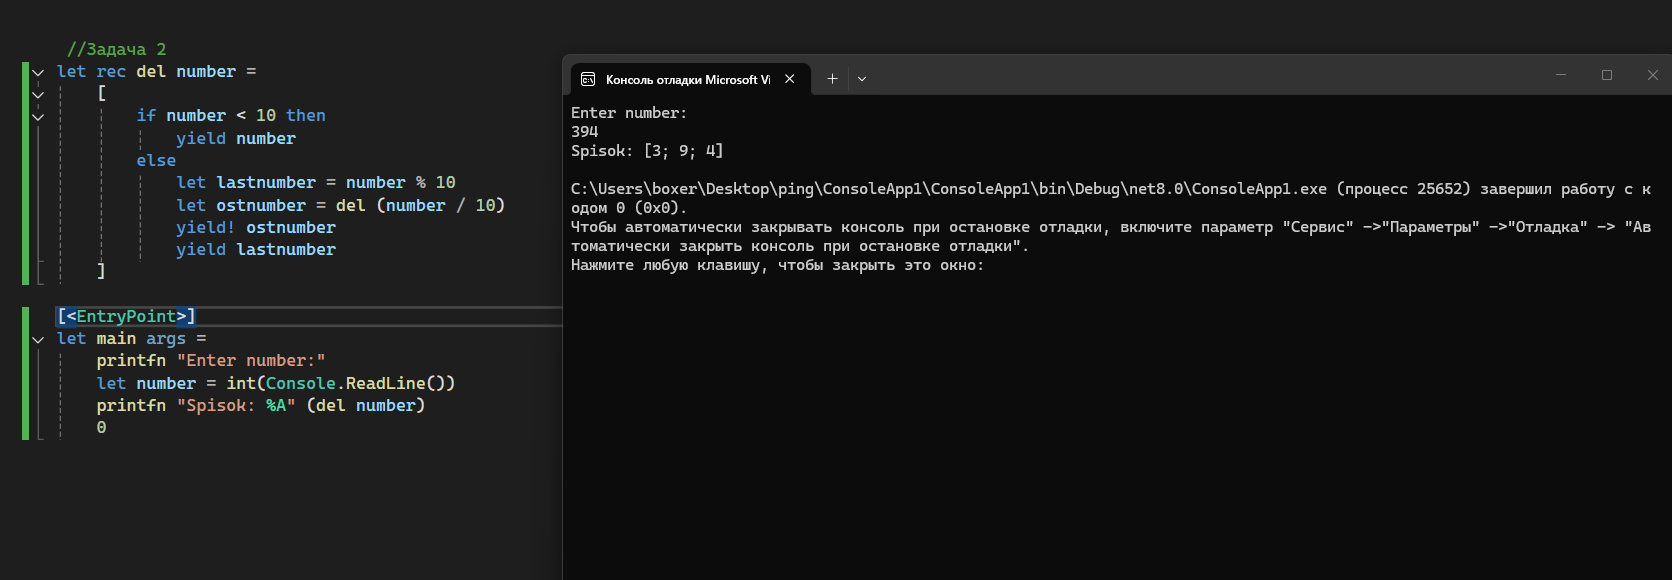 //Задача 2
let rec del number =
[
if number < 10 then
yield number
else
let lastnumber = number % 10
let ostnumber = del (number / 10)
yield! ostnumber
yield lastnumber
]
[<EntryPoint>]
let main args =
printfn "Enter number:"
let number = int(Console.ReadLine())
printfn "Spisok: %A" (del number)
0
Консоль отладки Microsoft Vi
Enter number:
394
Spisok: [3; 9; 4]
C:\Users\boxer\Desktop\ping\ConsoleApp1\ConsoleApp1\bin\Debug\net8.0\ConsoleApp1.exe (процесс 25652) завершил работу с к
одом 0 (0x0).
Чтобы автоматически закрывать консоль при остановке отладки, включите параметр "Сервис" ->"Параметры" ->"Отладка" -> "Ав
томатически закрыть консоль при остановке отладки".
Нажмите любую клавишу, чтобы закрыть это окно: